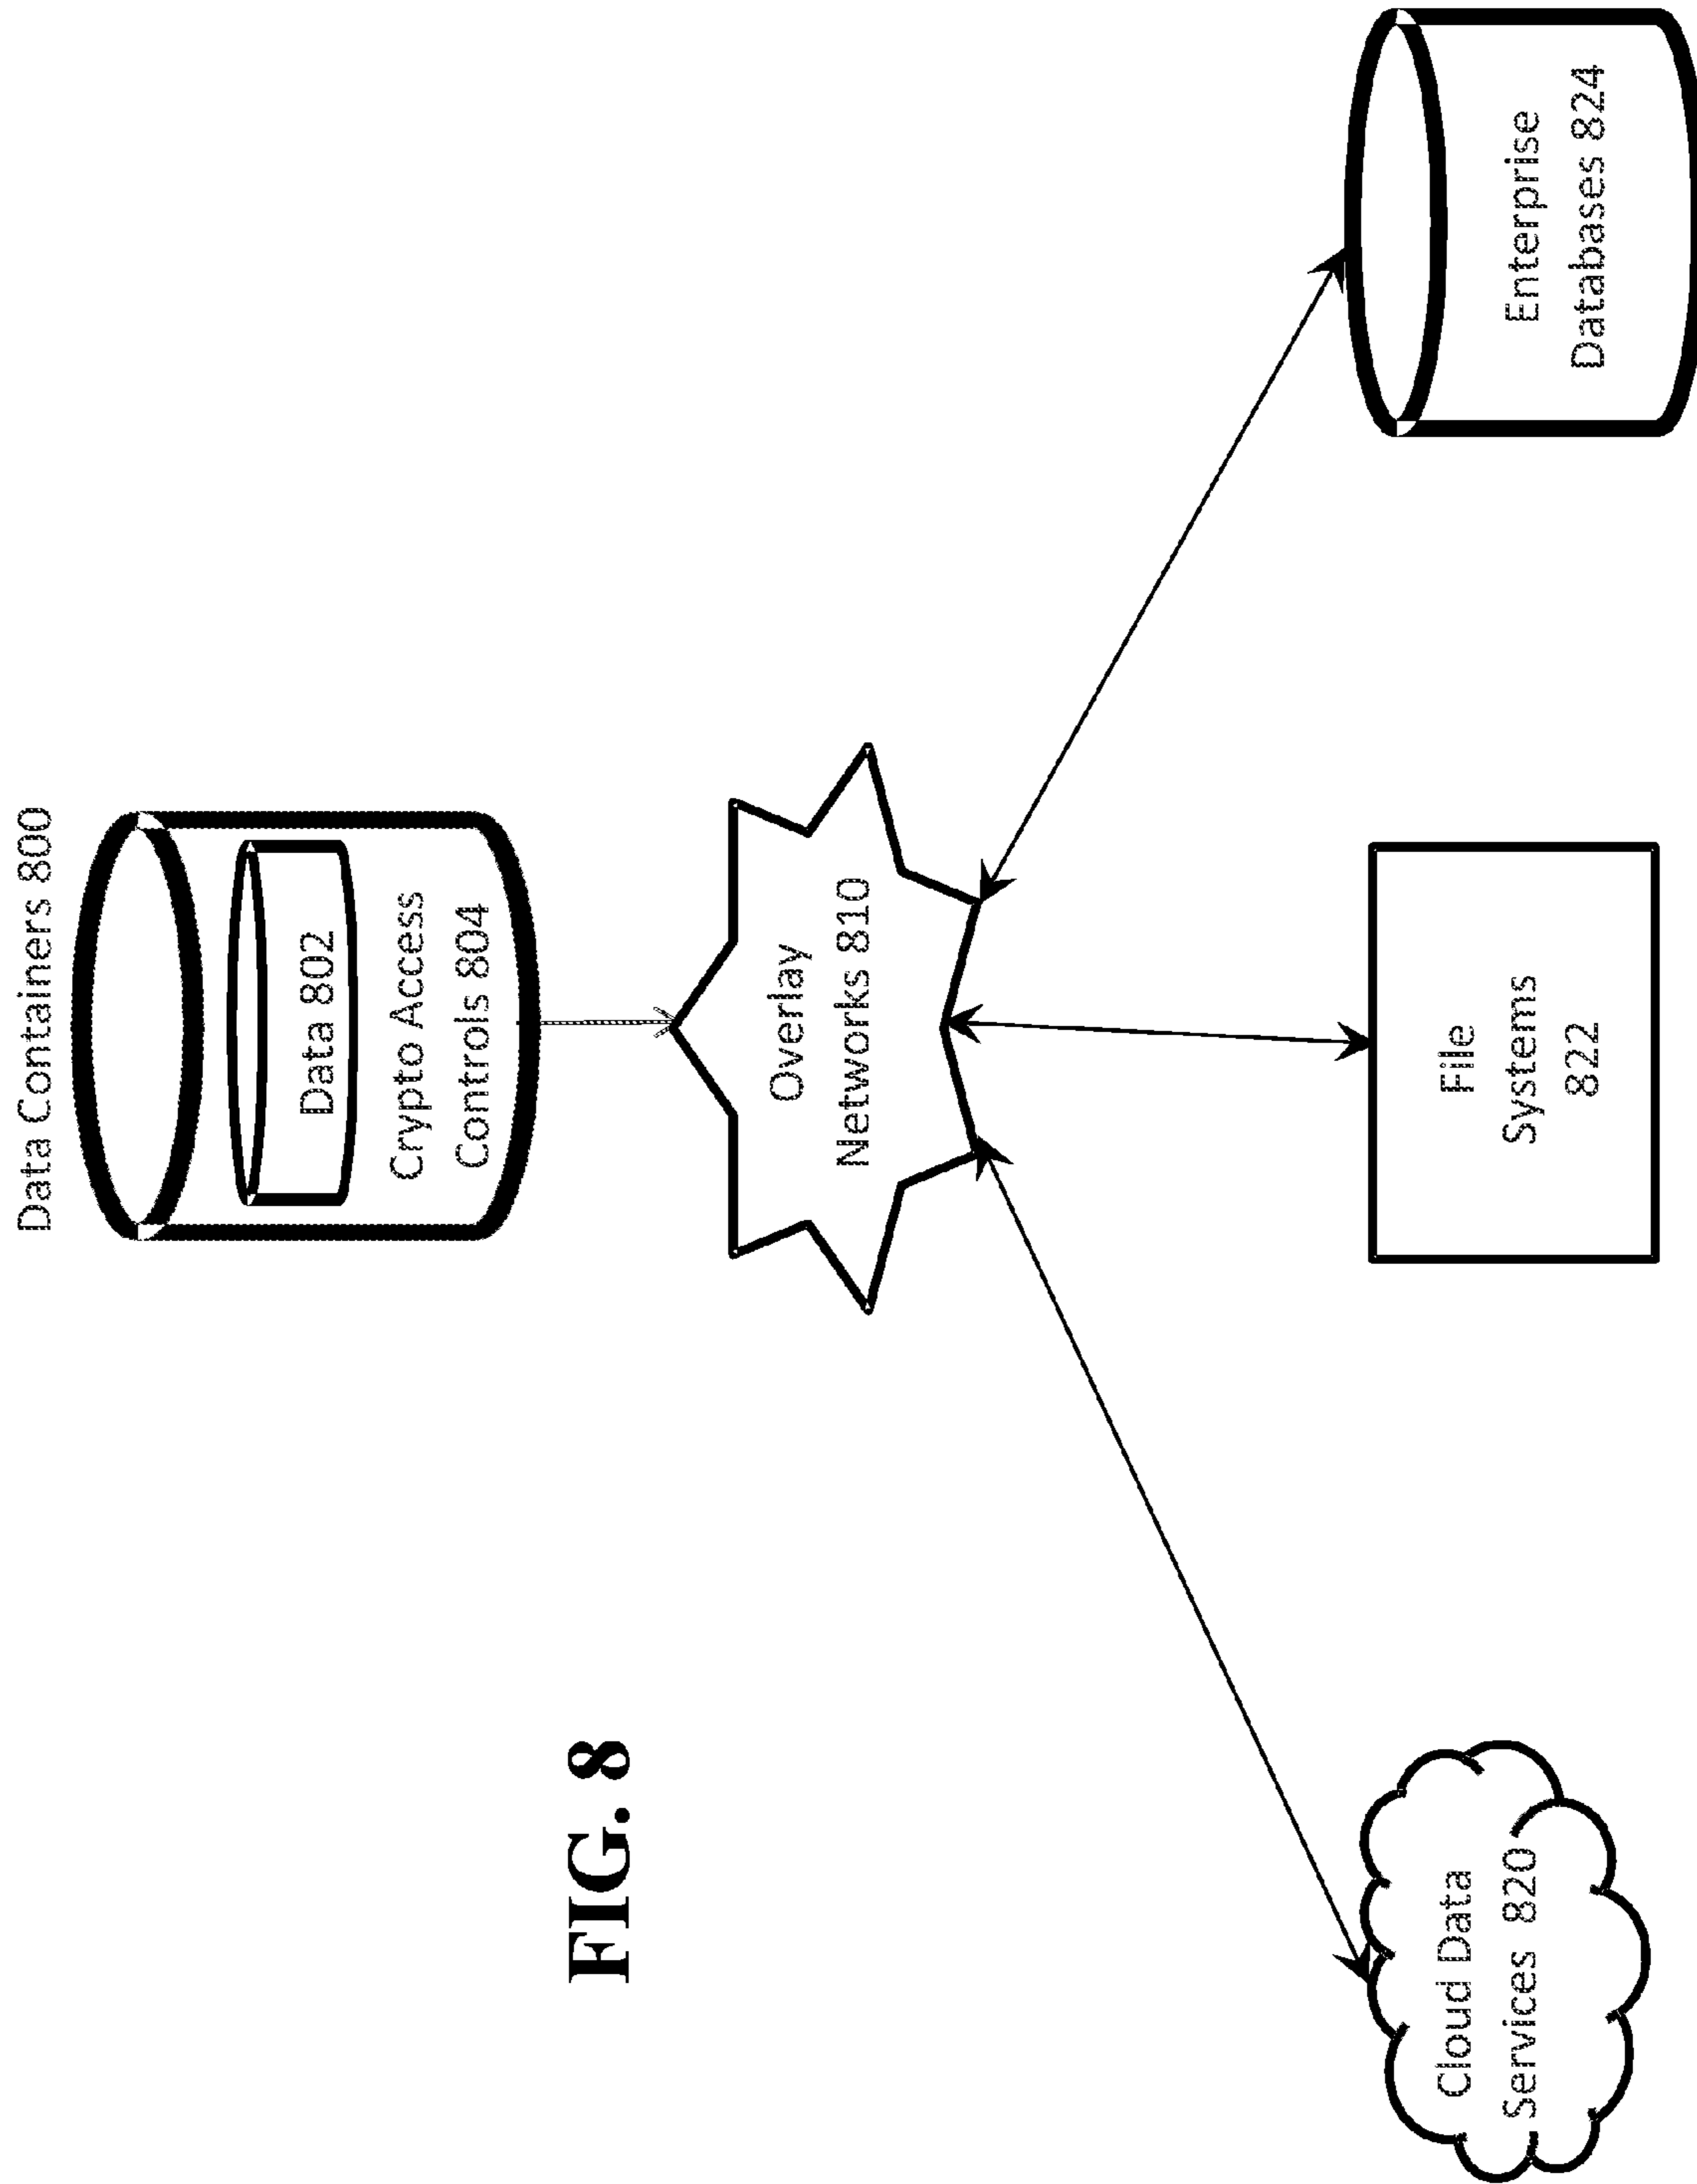 Data Containers 800
Data 802
Crypto Access
Controls 804
Overlay
Networks 810
FIG. 8
Cloud Data
Services 820
File
Systems
822
Enterprise
Databases 824